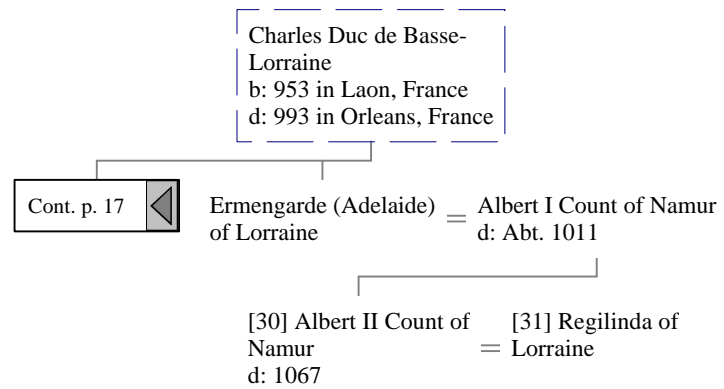 Charles Duc de Basse-
Lorraine
b: 953 in Laon, France
d: 993 in Orleans, France
Cont. p. 17
Ermengarde (Adelaide)
of Lorraine
=
Albert I Count of Namur
d: Abt. 1011
[30] Albert II Count of
Namur
d: 1067
=
[31] Regilinda of
Lorraine